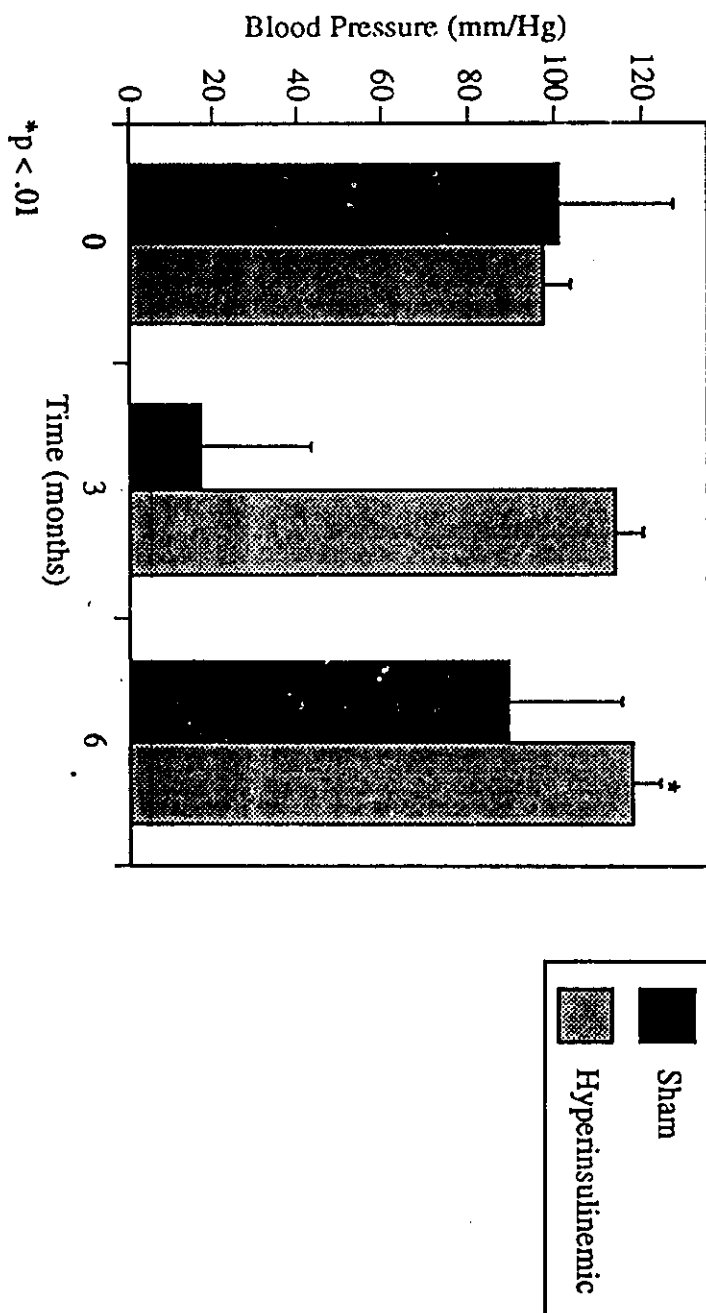 Blood Pressure (mm/Hg)
120
100
80
60
40
20
0
0
3
6
Time (months)
*p < .01
*
Sham
Hyperinsulinemic